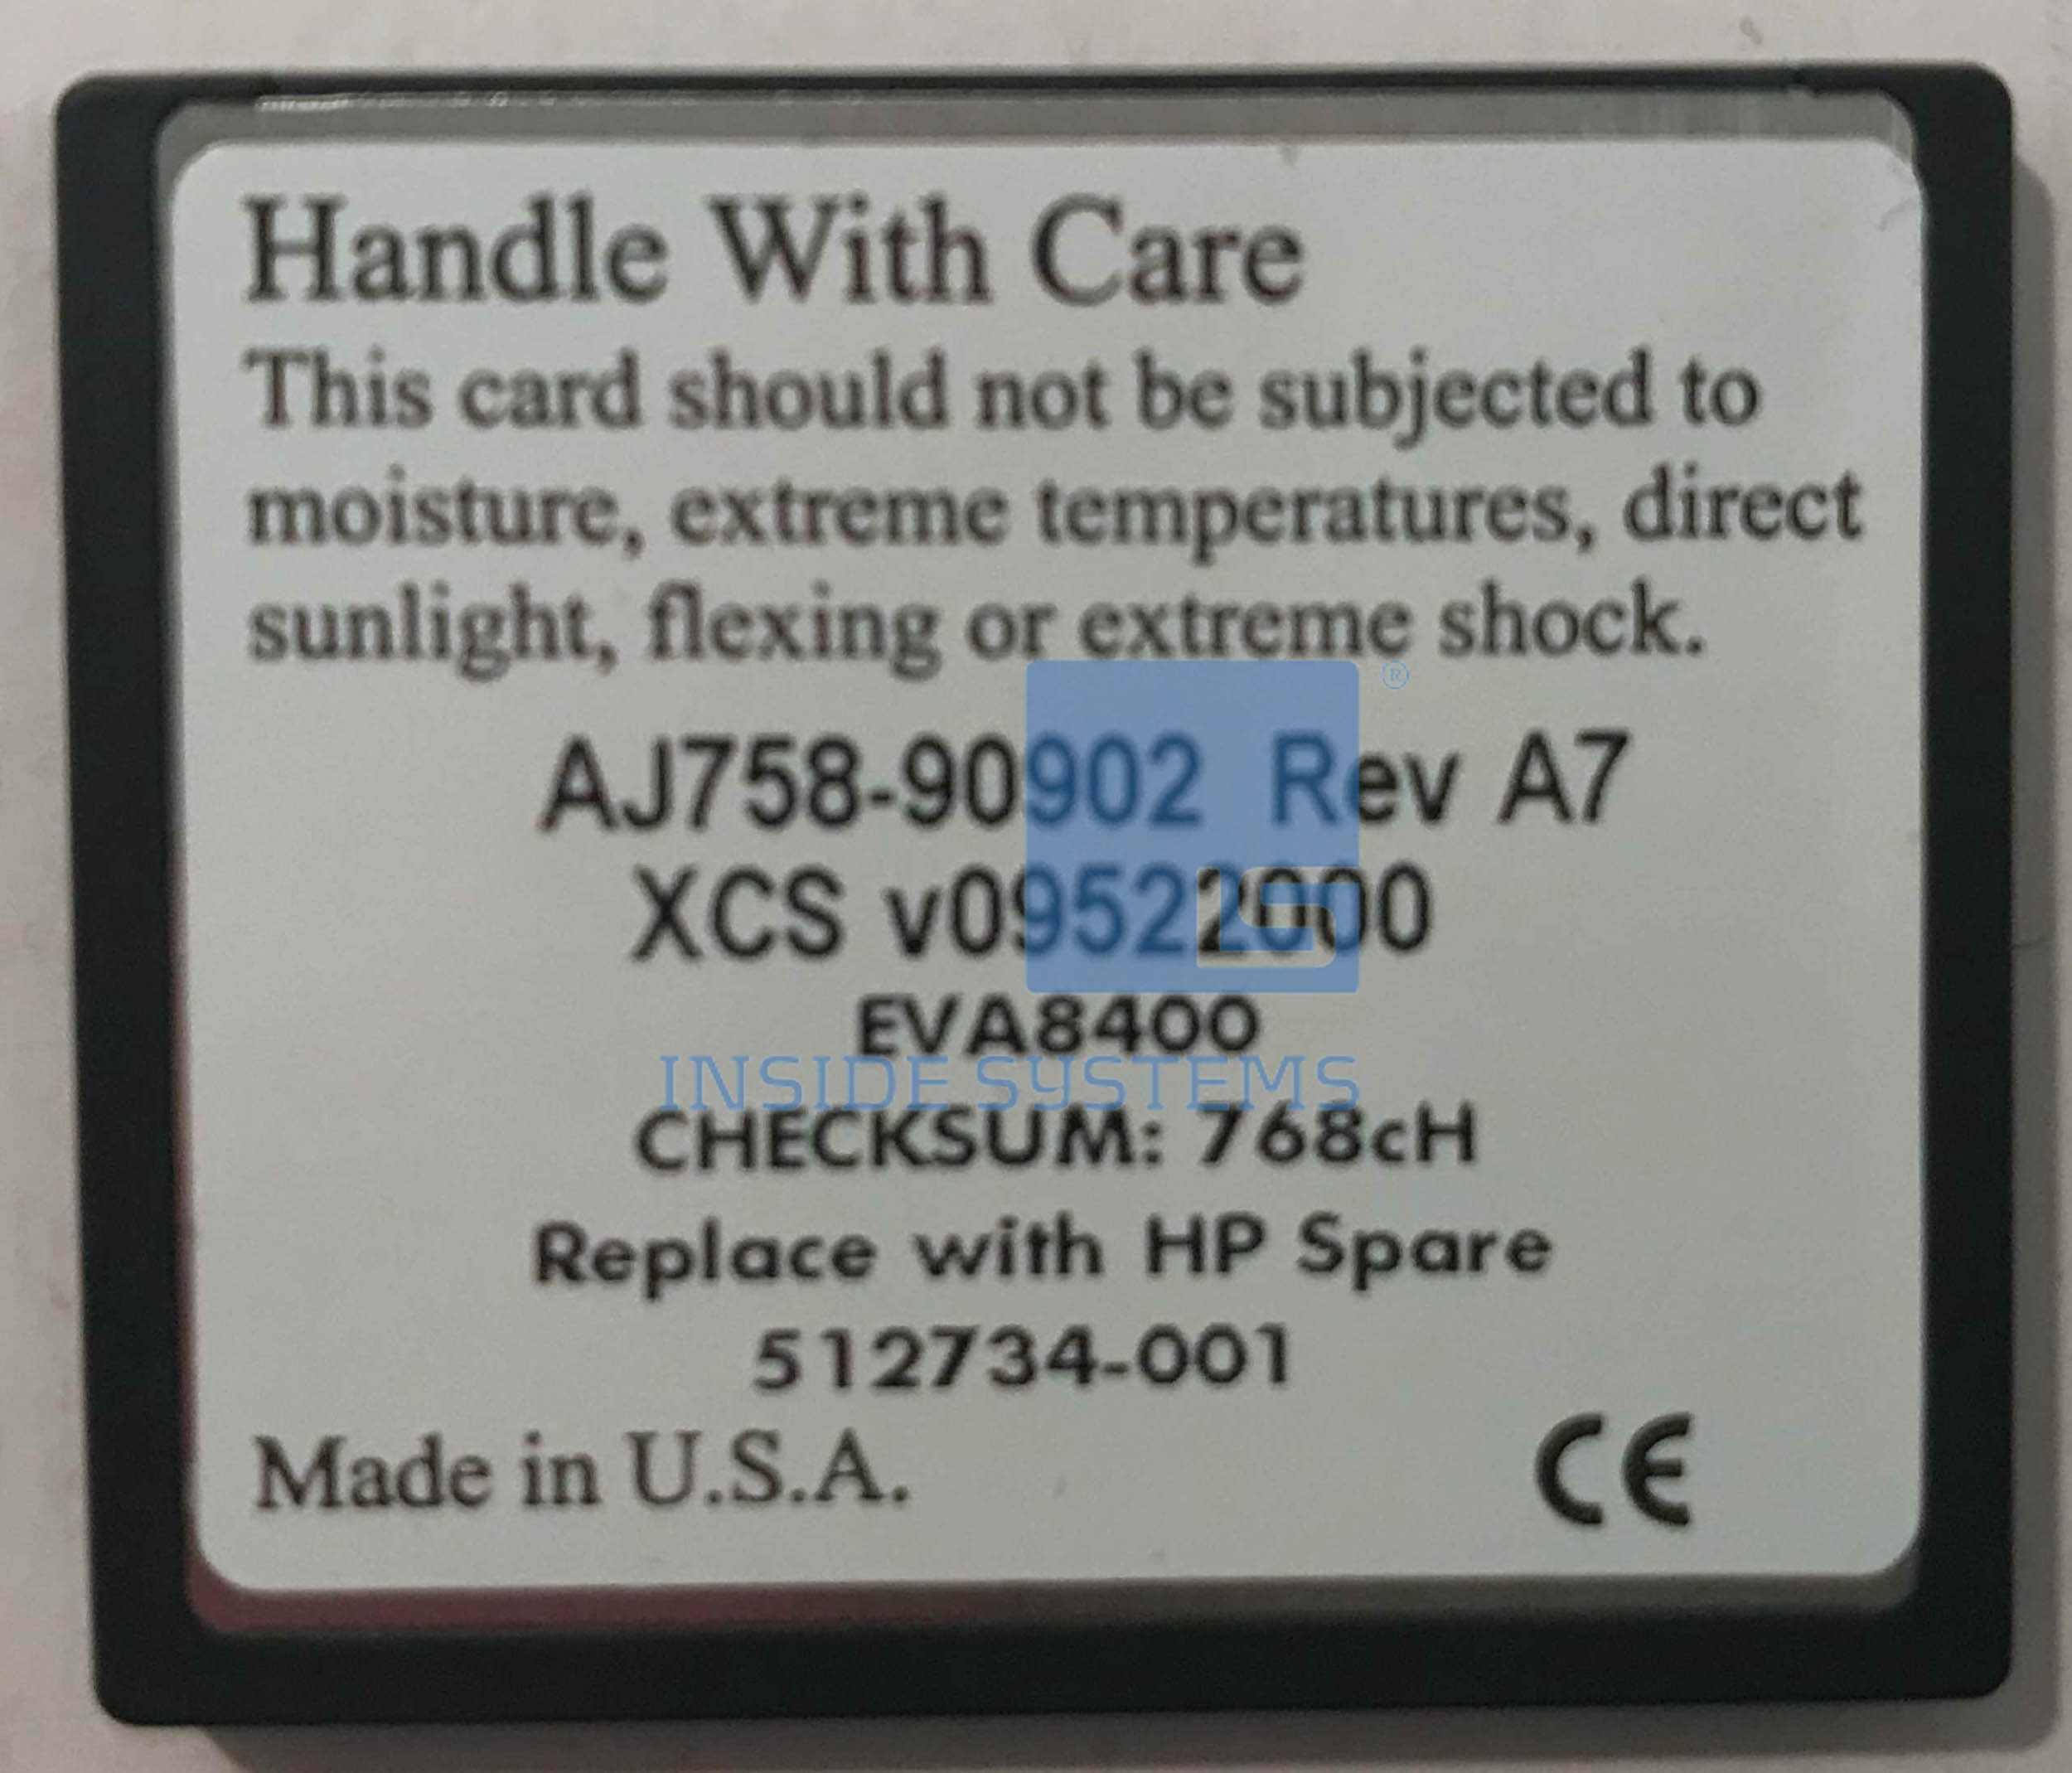 Handle With Care
This card should not be subjected to
moisture, extreme temperatures, direct
sunlight, flexing or extreme shock.
®
AJ758-90902 Rev A7
XCS v09522000
EVA8400
INSIDE SYSTEMS
CHECKSUM: 768cH
Replace with HP Spare
512734-001
Made in U.S.A. CE